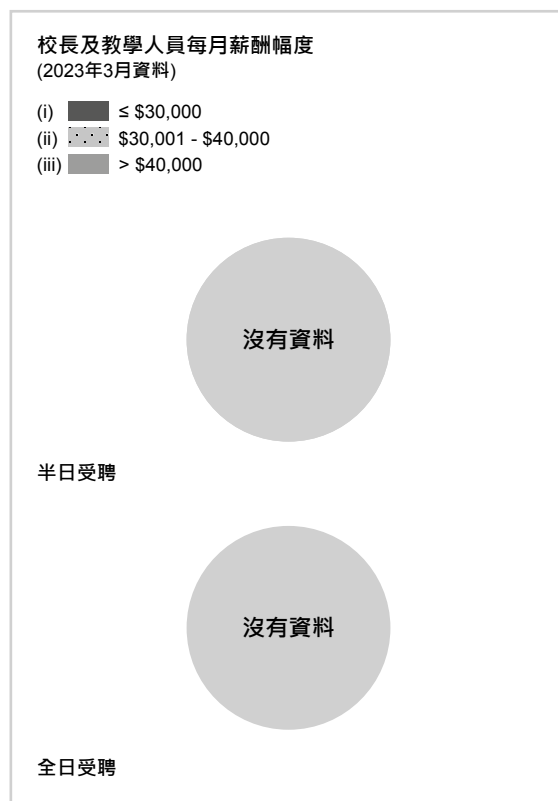 校長及教學人員每月薪酬幅度
(2023年3月資料)
(i) ≤ $30,000
(ii) $30,001 - $40,000
(iii) > $40,000
沒有資料
半日受聘
沒有資料
全日受聘